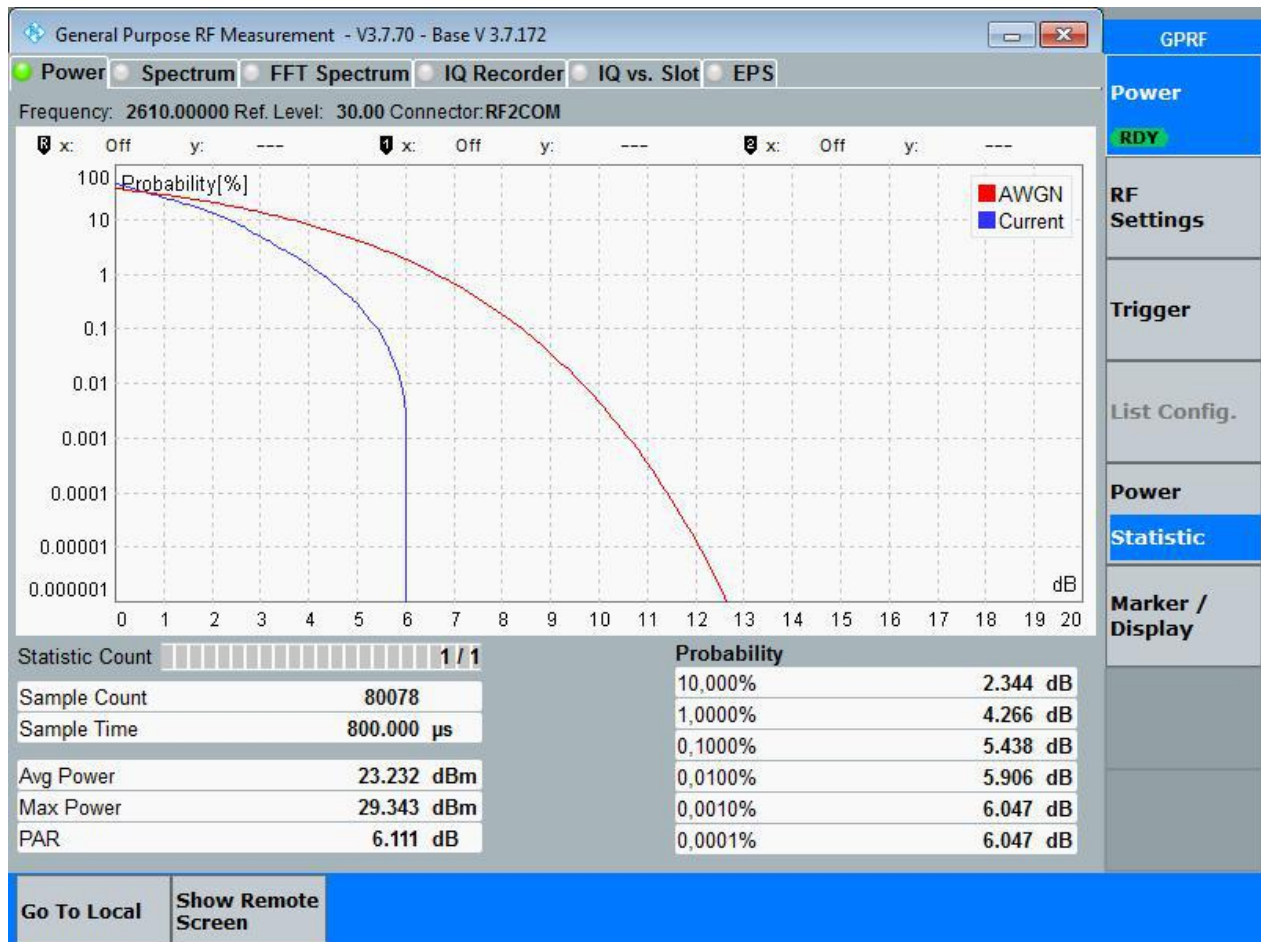 General Purpose RF Measurement - V3.7.70 - Base V 3.7.172
GPRF
Power Spectrum FFT Spectrum IQ Recorder IQ vs. Slot EPS
Frequency: 2610.00000 Ref. Level: 30.00 Connector: RF2COM
R x: Off y: --- 1 x: Off y: --- 2 x: Off y: ---
Probability[%]
AWGN
Current
100
10
1
0.1
0.01
0.001
0.0001
0.00001
0.000001
dB
0 1 2 3 4 5 6 7 8 9 10 11 12 13 14 15 16 17 18 19 20
Statistic Count 1 / 1
Sample Count 80078
Sample Time 800.000 µs
Avg Power 23.232 dBm
Max Power 29.343 dBm
PAR 6.111 dB
Probability
10,000% 2.344 dB
1,0000% 4.266 dB
0,1000% 5.438 dB
0,0100% 5.906 dB
0,0010% 6.047 dB
0,0001% 6.047 dB
Power
RDY
RF
Settings
Trigger
List Config.
Power
Statistic
Marker /
Display
Go To Local
Show Remote
Screen